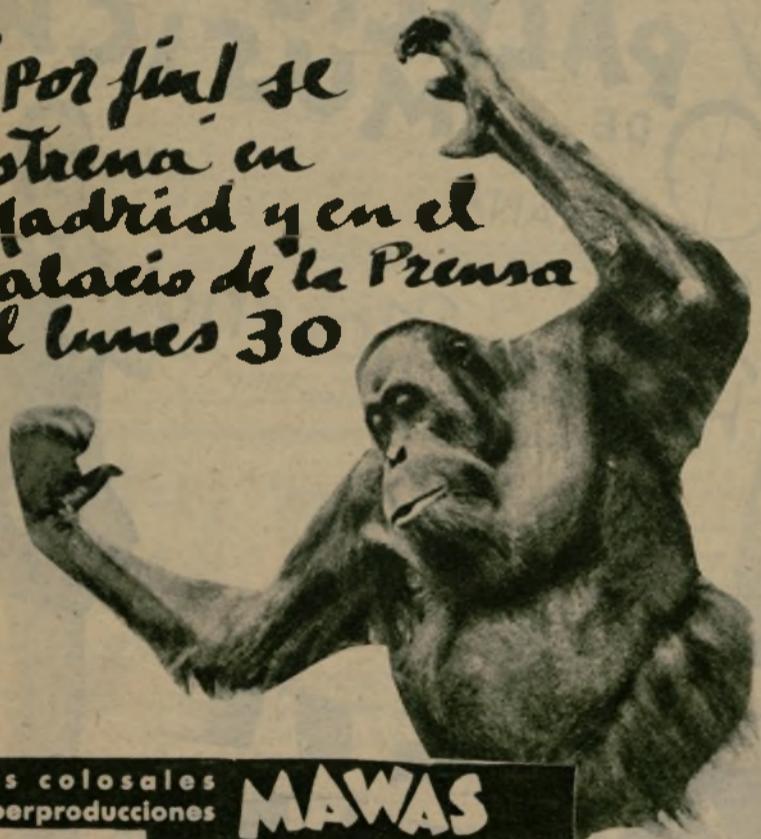 ¡Por fin! se
strena en
Madrid y en el
alacio de la Prensa
l lunes 30
s colosales
perproducciones
MAWAS